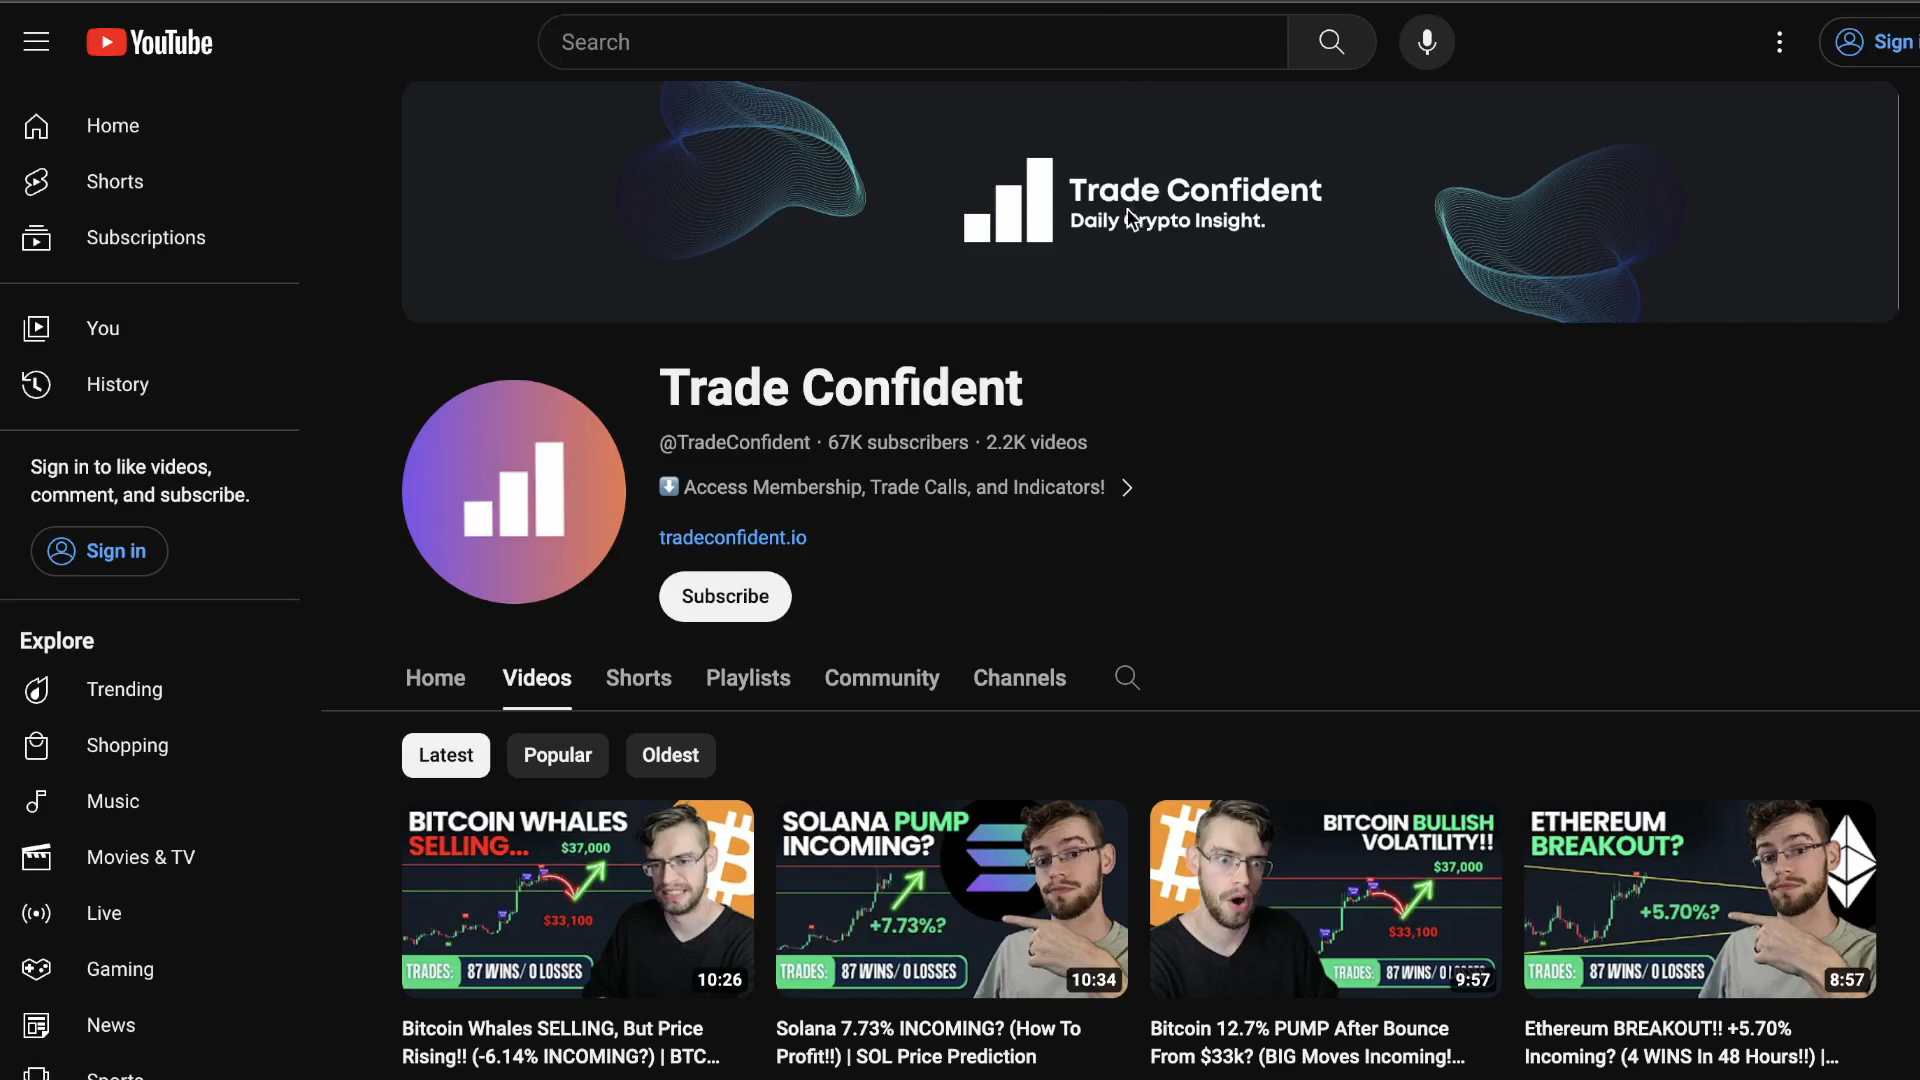 YouTube
Search
Sign
Home
Shorts
Subscriptions
You
History
Sign in to like videos,
comment, and subscribe.
Sign in
Explore
Trending
Shopping
Music
Movies & TV
Live
Gaming
News
Sports
Trade Confident
Daily Crypto Insight.
Trade Confident
@TradeConfident · 67K subscribers · 2.2K videos
Access Membership, Trade Calls, and Indicators!
tradeconfident.io
Subscribe
Home Videos Shorts Playlists Community Channels
Latest Popular Oldest
BITCOIN WHALES
SELLING...
$37,000
$33,100
TRADES: 87 WINS/ 0 LOSSES
10:26
Bitcoin Whales SELLING, But Price
Rising!! (-6.14% INCOMING?) | BTC...
SOLANA PUMP
INCOMING?
+7.73%?
TRADES: 87 WINS/ 0 LOSSES
10:34
Solana 7.73% INCOMING? (How To
Profit!!) | SOL Price Prediction
BITCOIN BULLISH
VOLATILITY!!
$37,000
$33,100
TRADES: 87 WINS/
9:57
Bitcoin 12.7% PUMP After Bounce
From $33k? (BIG Moves Incoming!...
ETHEREUM
BREAKOUT?
+5.70%?
TRADES: 87 WINS/ 0 LOSSES
8:57
Ethereum BREAKOUT!! +5.70%
Incoming? (4 WINS In 48 Hours!!) |...